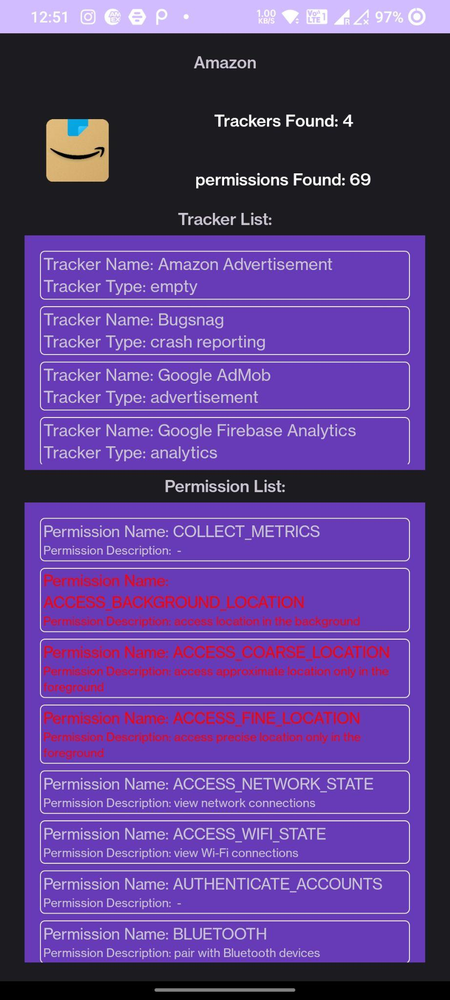 12:51 AM EX 1.00 KB/S Vo)) LTE 1 R 97%
Amazon
Trackers Found: 4
permissions Found: 69
Tracker List:
Tracker Name: Amazon Advertisement
Tracker Type: empty
Tracker Name: Bugsnag
Tracker Type: crash reporting
Tracker Name: Google AdMob
Tracker Type: advertisement
Tracker Name: Google Firebase Analytics
Tracker Type: analytics
Permission List:
Permission Name: COLLECT_METRICS
Permission Description: -
Permission Name:
ACCESS_BACKGROUND_LOCATION
Permission Description: access location in the background
Permission Name: ACCESS_COARSE_LOCATION
Permission Description: access approximate location only in the
foreground
Permission Name: ACCESS_FINE_LOCATION
Permission Description: access precise location only in the
foreground
Permission Name: ACCESS_NETWORK_STATE
Permission Description: view network connections
Permission Name: ACCESS_WIFI_STATE
Permission Description: view Wi-Fi connections
Permission Name: AUTHENTICATE_ACCOUNTS
Permission Description: -
Permission Name: BLUETOOTH
Permission Description: pair with Bluetooth devices